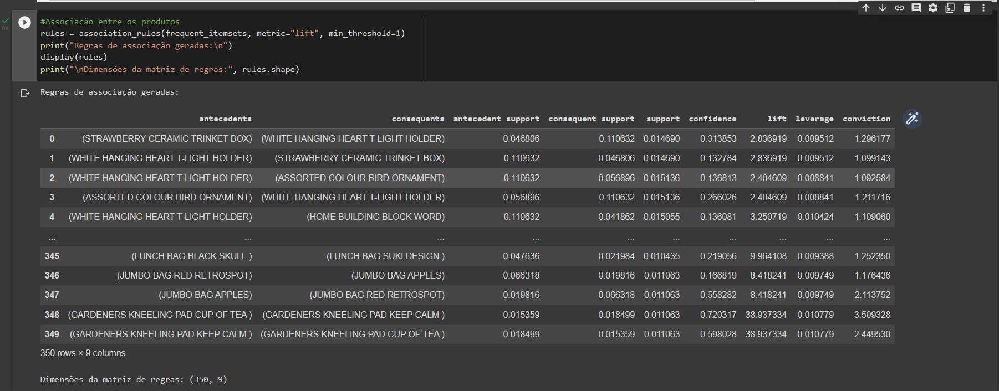 0s
#Associação entre os produtos
rules = association_rules(frequent_itemsets, metric="lift", min_threshold=1)
print("Regras de associação geradas:\n")
display(rules)
print("\nDimensões da matriz de regras:", rules.shape)
Regras de associação geradas:
antecedents consequents antecedent support consequent support support confidence lift leverage conviction
0 (STRAWBERRY CERAMIC TRINKET BOX) (WHITE HANGING HEART T-LIGHT HOLDER) 0.046806 0.110632 0.014690 0.313853 2.836919 0.009512 1.296177
1 (WHITE HANGING HEART T-LIGHT HOLDER) (STRAWBERRY CERAMIC TRINKET BOX) 0.110632 0.046806 0.014690 0.132784 2.836919 0.009512 1.099143
2 (WHITE HANGING HEART T-LIGHT HOLDER) (ASSORTED COLOUR BIRD ORNAMENT) 0.110632 0.056896 0.015136 0.136813 2.404609 0.008841 1.092584
3 (ASSORTED COLOUR BIRD ORNAMENT) (WHITE HANGING HEART T-LIGHT HOLDER) 0.056896 0.110632 0.015136 0.266026 2.404609 0.008841 1.211716
4 (WHITE HANGING HEART T-LIGHT HOLDER) (HOME BUILDING BLOCK WORD) 0.110632 0.041862 0.015055 0.136081 3.250719 0.010424 1.109060
... ... ... ... ... ... ... ... ... ...
345 (LUNCH BAG BLACK SKULL.) (LUNCH BAG SUKI DESIGN ) 0.047636 0.021984 0.010435 0.219056 9.964108 0.009388 1.252350
346 (JUMBO BAG RED RETROSPOT) (JUMBO BAG APPLES) 0.066318 0.019816 0.011063 0.166819 8.418241 0.009749 1.176436
347 (JUMBO BAG APPLES) (JUMBO BAG RED RETROSPOT) 0.019816 0.066318 0.011063 0.558282 8.418241 0.009749 2.113752
348 (GARDENERS KNEELING PAD CUP OF TEA ) (GARDENERS KNEELING PAD KEEP CALM ) 0.015359 0.018499 0.011063 0.720317 38.937334 0.010779 3.509328
349 (GARDENERS KNEELING PAD KEEP CALM ) (GARDENERS KNEELING PAD CUP OF TEA ) 0.018499 0.015359 0.011063 0.598028 38.937334 0.010779 2.449530
350 rows × 9 columns
Dimensões da matriz de regras: (350, 9)